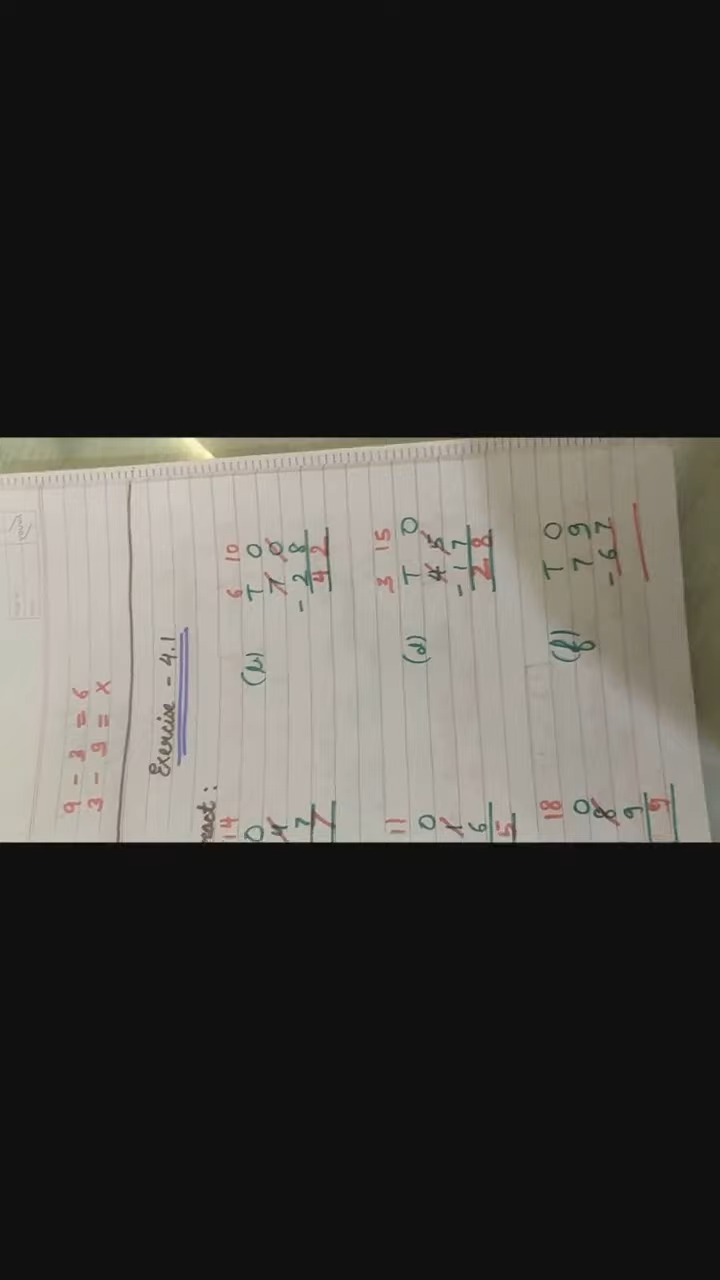 9 - 3 = 6
3 - 9 = x
Exercise - 4.1
ract:
14 6 10
O (b) T O
4 7 0
7 - 2 8
7 4 2
11 3 15
O (d) T O
1 4 5
6 - 1 7
5 2 8
18
O (f) T O
8 7 9
9 - 6 7
9